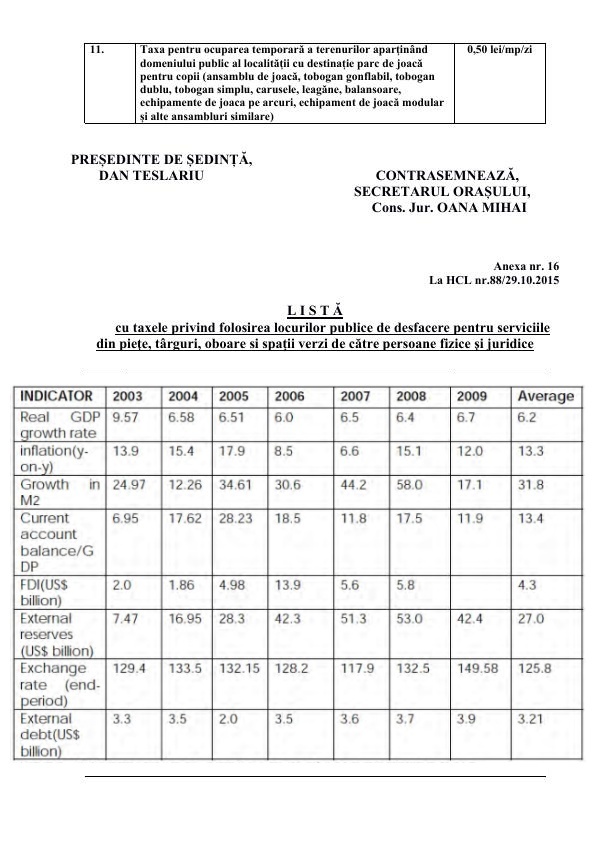 11. Taxa pentru ocuparea temporară a terenurilor aparținând 0,50 lei/mp/zi
domeniului public al localității cu destinație parc de joacă
pentru copii (ansamblu de joacă, tobogan gonflabil, tobogan
dublu, tobogan simplu, carusele, leagăne, balansoare,
echipamente de joaca pe arcuri, echipament de joacă modular
și alte ansambluri similare)
PREȘEDINTE DE ȘEDINȚĂ,
DAN TESLARIU CONTRASEMNEAZĂ,
SECRETARUL ORAȘULUI,
Cons. Jur. OANA MIHAI
Anexa nr. 16
La HCL nr.88/29.10.2015
L I S T Ă
cu taxele privind folosirea locurilor publice de desfacere pentru serviciile
din piețe, târguri, oboare si spații verzi de către persoane fizice și juridice
INDICATOR 2003 2004 2005 2006 2007 2008 2009 Average
Real GDP 9.57 6.58 6.51 6.0 6.5 6.4 6.7 6.2
growth rate
inflation(y- 13.9 15.4 17.9 8.5 6.6 15.1 12.0 13.3
on-y)
Growth in 24.97 12.26 34.61 30.6 44.2 58.0 17.1 31.8
M2
Current 6.95 17.62 28.23 18.5 11.8 17.5 11.9 13.4
account
balance/G
DP
FDI(US$ 2.0 1.86 4.98 13.9 5.6 5.8 4.3
billion)
External 7.47 16.95 28.3 42.3 51.3 53.0 42.4 27.0
reserves
(US$ billion)
Exchange 129.4 133.5 132.15 128.2 117.9 132.5 149.58 125.8
rate (end-
period)
External 3.3 3.5 2.0 3.5 3.6 3.7 3.9 3.21
debt(US$
billion)